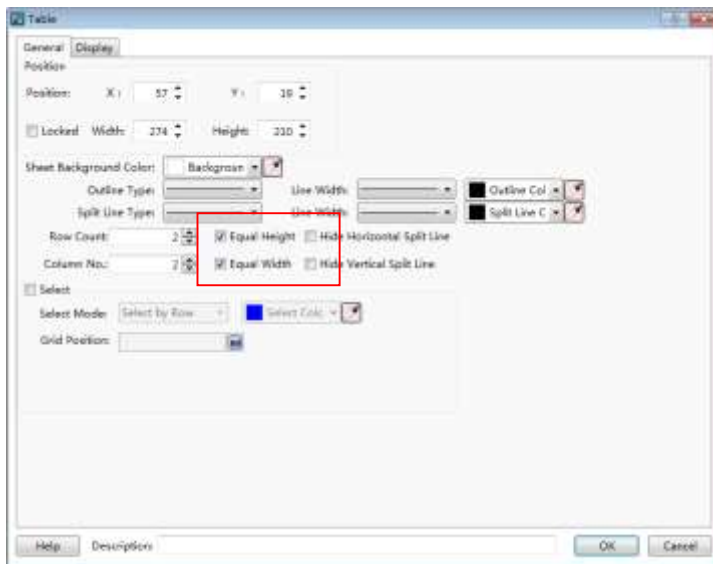 Table
General Display
Position
Position: X: 57 Y: 19
Locked Width: 274 Height: 210
Sheet Background Color: Backgroun
Outline Type: Line Width: Outline Col
Split Line Type: Line Width: Split Line C
Row Count: 2 Equal Height Hide Horizontal Split Line
Column No.: 2 Equal Width Hide Vertical Split Line
Select
Select Mode: Select by Row Select Colc
Grid Position:
Help Description: OK Cancel